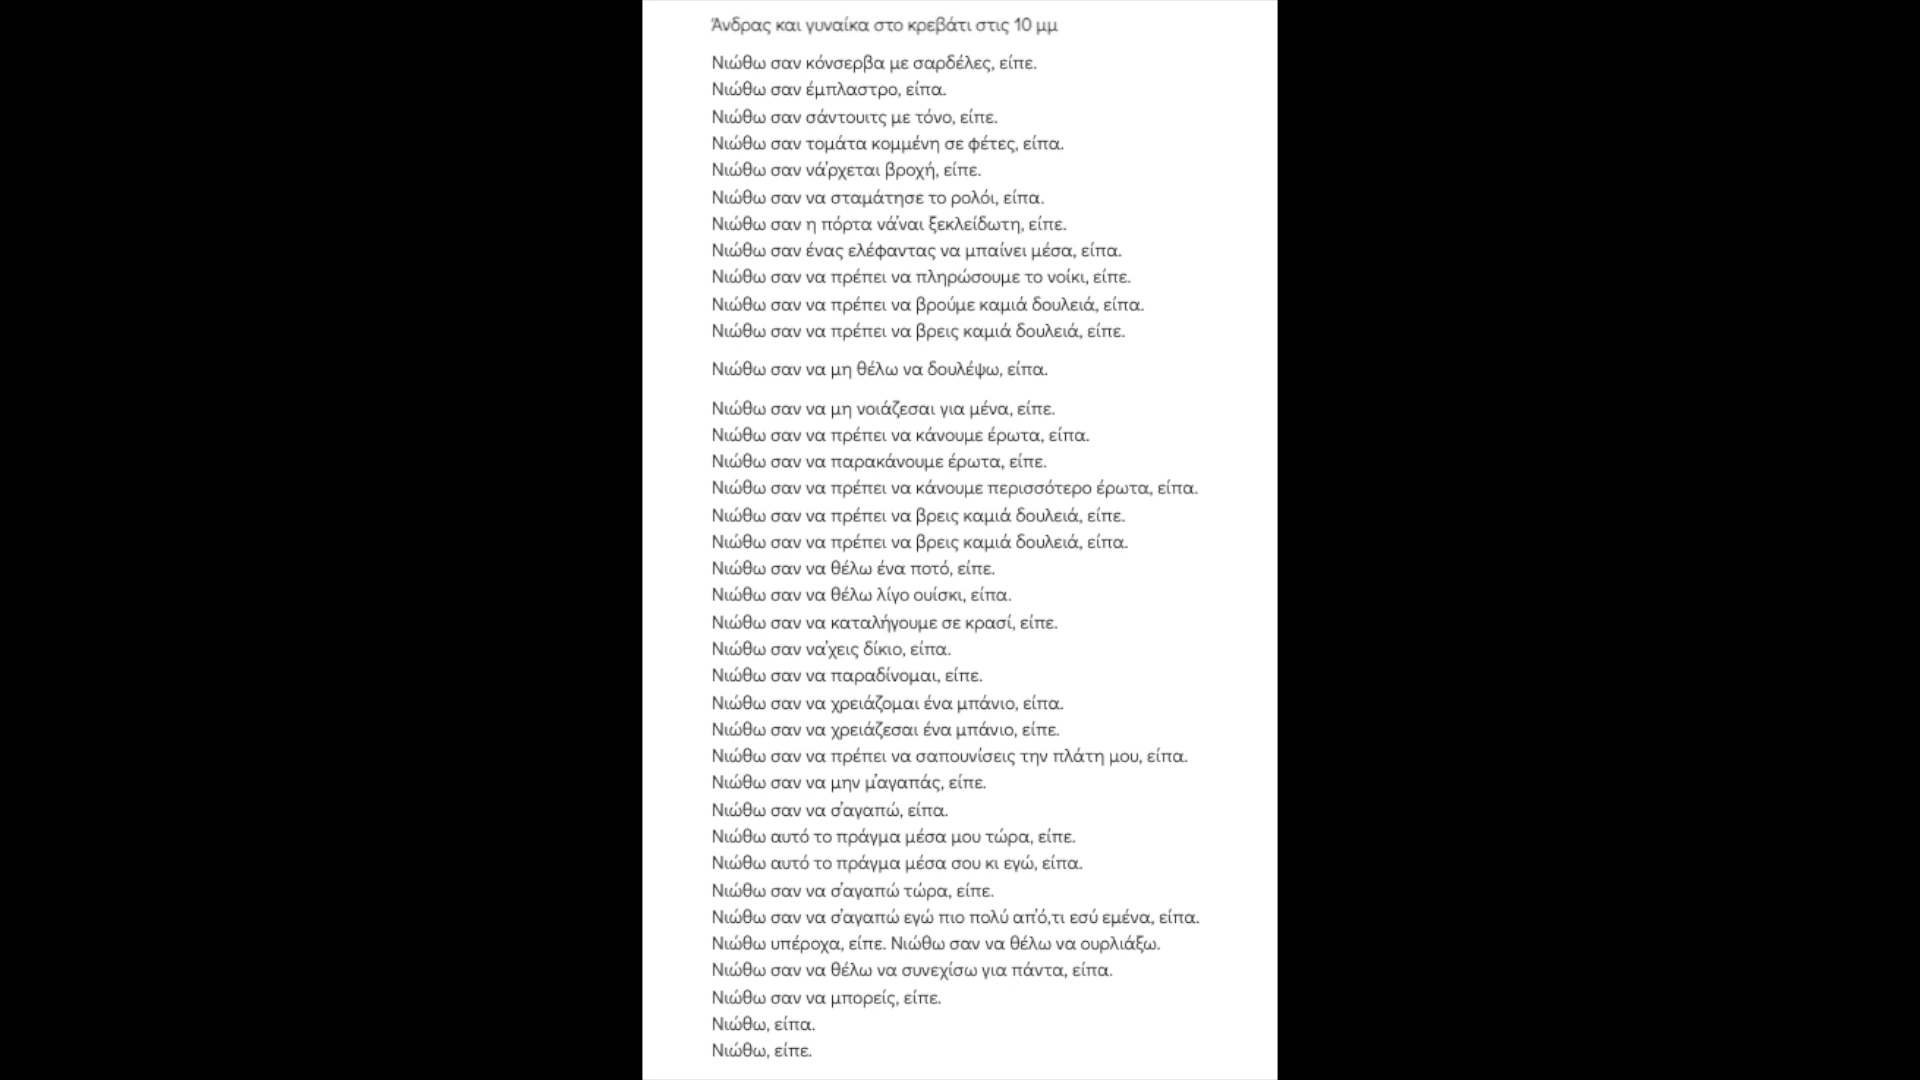 Άνδρας και γυναίκα στο κρεβάτι στις 10 μμ
Νιώθω σαν κόνσερβα με σαρδέλες, είπε.
Νιώθω σαν έμπλαστρο, είπα.
Νιώθω σαν σάντουιτς με τόνο, είπε.
Νιώθω σαν τομάτα κομμένη σε φέτες, είπα.
Νιώθω σαν νά'ρχεται βροχή, είπε.
Νιώθω σαν να σταμάτησε το ρολόι, είπα.
Νιώθω σαν η πόρτα νά'ναι ξεκλείδωτη, είπε.
Νιώθω σαν ένας ελέφαντας να μπαίνει μέσα, είπα.
Νιώθω σαν να πρέπει να πληρώσουμε το νοίκι, είπε.
Νιώθω σαν να πρέπει να βρούμε καμιά δουλειά, είπα.
Νιώθω σαν να πρέπει να βρεις καμιά δουλειά, είπε.
Νιώθω σαν να μη θέλω να δουλέψω, είπα.
Νιώθω σαν να μη νοιάζεσαι για μένα, είπε.
Νιώθω σαν να πρέπει να κάνουμε έρωτα, είπα.
Νιώθω σαν να παρακάνουμε έρωτα, είπε.
Νιώθω σαν να πρέπει να κάνουμε περισσότερο έρωτα, είπα.
Νιώθω σαν να πρέπει να βρεις καμιά δουλειά, είπε.
Νιώθω σαν να πρέπει να βρεις καμιά δουλειά, είπα.
Νιώθω σαν να θέλω ένα ποτό, είπε.
Νιώθω σαν να θέλω λίγο ουίσκι, είπα.
Νιώθω σαν να καταλήγουμε σε κρασί, είπε.
Νιώθω σαν να'χεις δίκιο, είπα.
Νιώθω σαν να παραδίνομαι, είπε.
Νιώθω σαν να χρειάζομαι ένα μπάνιο, είπα.
Νιώθω σαν να χρειάζεσαι ένα μπάνιο, είπε.
Νιώθω σαν να πρέπει να σαπουνίσεις την πλάτη μου, είπα.
Νιώθω σαν να μην μ'αγαπάς, είπε.
Νιώθω σαν να σ'αγαπώ, είπα.
Νιώθω αυτό το πράγμα μέσα μου τώρα, είπε.
Νιώθω αυτό το πράγμα μέσα σου κι εγώ, είπα.
Νιώθω σαν να σ'αγαπώ τώρα, είπε.
Νιώθω σαν να σ'αγαπώ εγώ πιο πολύ απ'ό,τι εσύ εμένα, είπα.
Νιώθω υπέροχα, είπε. Νιώθω σαν να θέλω να ουρλιάξω.
Νιώθω σαν να θέλω να συνεχίσω για πάντα, είπα.
Νιώθω σαν να μπορείς, είπε.
Νιώθω, είπα.
Νιώθω, είπε.